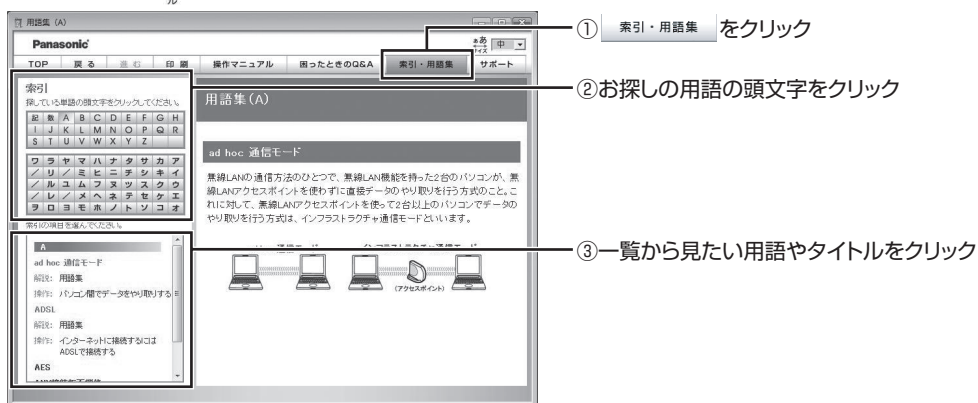 ル
用語集 (A)
Panasonic
中
TOP 戻る 進む 印刷 操作マニュアル 困ったときのQ&A 索引・用語集 サポート
① 索引・用語集 をクリック
索引
探している単語の頭文字をクリックしてください。
記 数 A B C D E F G H
I J K L M N O P Q R
S T U V W X Y Z
ワ ラ ヤ マ ハ ナ タ サ カ ア
/ リ / ミ ヒ ニ チ シ キ イ
/ ル ユ ム フ ヌ ツ ス ク ウ
/ レ / メ ヘ ネ テ セ ケ エ
ヲ ロ ヨ モ ホ ノ ト ソ コ オ
②お探しの用語の頭文字をクリック
索引の項目を選んでください。
A
ad hoc 通信モード
解説: 用語集
操作: パソコン間でデータをやり取りする
ADSL
解説: 用語集
操作: インターネットに接続するには
ADSLで接続する
AES
③一覧から見たい用語やタイトルをクリック
用語集(A)
ad hoc 通信モード
無線LANの通信方法のひとつで、無線LAN機能を持った2台のパソコンが、無
線LANアクセスポイントを使わずに直接データのやり取りを行う方式のこと。こ
れに対して、無線LANアクセスポイントを使って2台以上のパソコンでデータの
やり取りを行う方式は、インフラストラクチャ通信モードといいます。
(アクセスポイント)